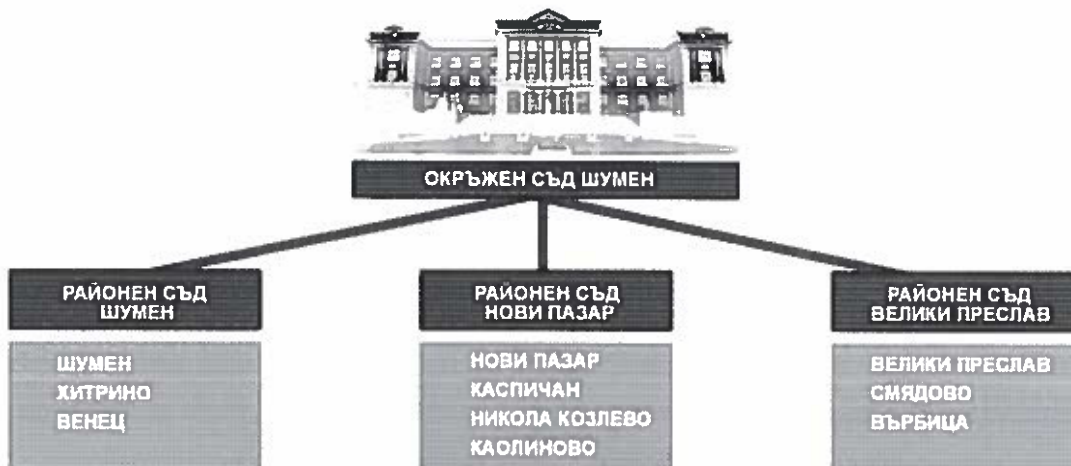 ОКРЪЖЕН СЪД ШУМЕН
РАЙОНЕН СЪД
ШУМЕН
ШУМЕН
ХИТРИНО
ВЕНЕЦ
РАЙОНЕН СЪД
НОВИ ПАЗАР
НОВИ ПАЗАР
КАСПИЧАН
НИКОЛА КОЗЛЕВО
КАОЛИНОВО
РАЙОНЕН СЪД
ВЕЛИКИ ПРЕСЛАВ
ВЕЛИКИ ПРЕСЛАВ
СМЯДОВО
ВЪРБИЦА